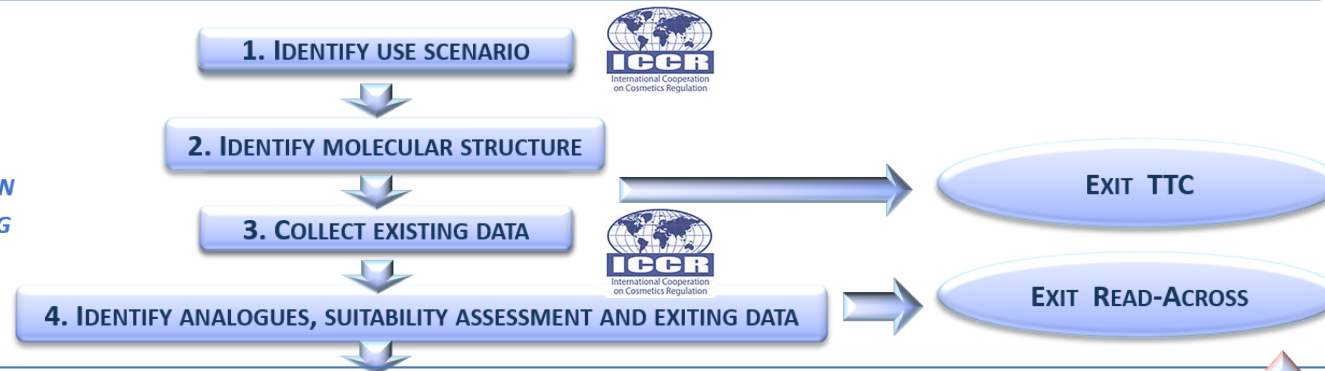 1. IDENTIFY USE SCENARIO
ICCR
International Cooperation
on Cosmetics Regulation
2. IDENTIFY MOLECULAR STRUCTURE
N
EXIT TTC
G
3. COLLECT EXISTING DATA
ICCR
International Cooperation
on Cosmetics Regulation
4. IDENTIFY ANALOGUES, SUITABILITY ASSESSMENT AND EXITING DATA
EXIT READ-ACROSS